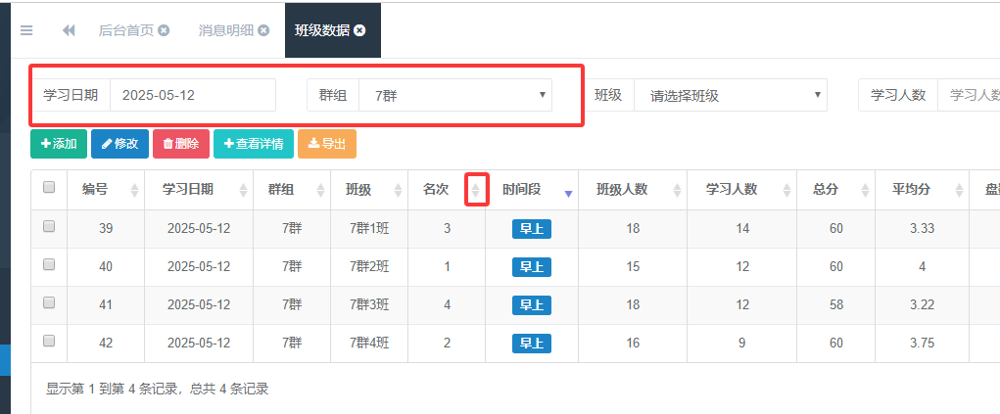 后台首页 消息明细 班级数据
学习日期 2025-05-12 群组 7群 班级 请选择班级 学习人数 学习人数
添加 修改 删除 查看详情 导出
编号 学习日期 群组 班级 名次 时间段 班级人数 学习人数 总分 平均分
39 2025-05-12 7群 7群1班 3 早上 18 14 60 3.33
40 2025-05-12 7群 7群2班 1 早上 15 12 60 4
41 2025-05-12 7群 7群3班 4 早上 18 12 58 3.22
42 2025-05-12 7群 7群4班 2 早上 16 9 60 3.75
显示第 1 到第 4 条记录，总共 4 条记录